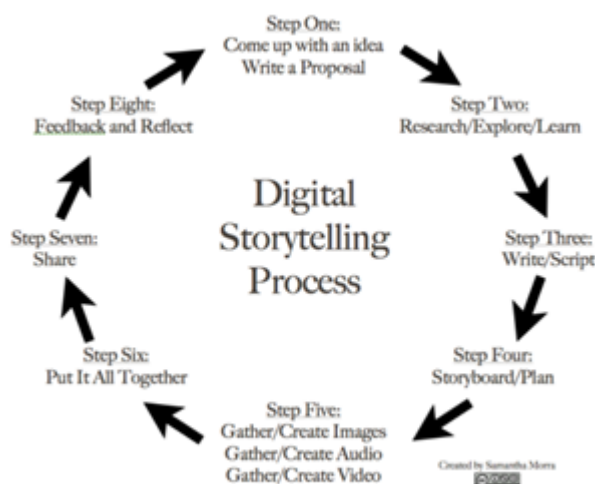 Step One:
Come up with an idea
Write a Proposal
Step Two:
Research/Explore/Learn
Step Three:
Write/Script
Step Four:
Storyboard/Plan
Step Five:
Gather/Create Images
Gather/Create Audio
Gather/Create Video
Step Six:
Put It All Together
Step Seven:
Share
Step Eight:
Feedback and Reflect
Digital
Storytelling
Process
Created by Samantha Morra